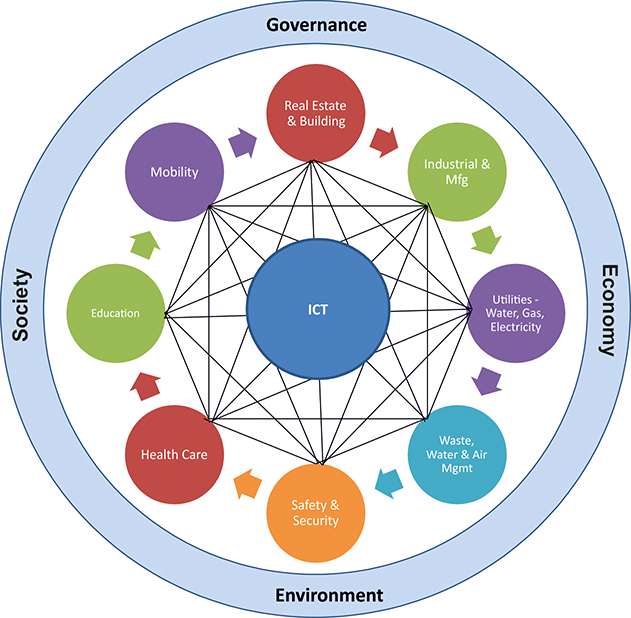 Governance
Real Estate
& Building
Mobility
Industrial &
Mfg
Society
Economy
Education
ICT
Utilities -
Water, Gas,
Electricity
Health Care
Waste,
Water & Air
Mgmt
Safety &
Security
Environment